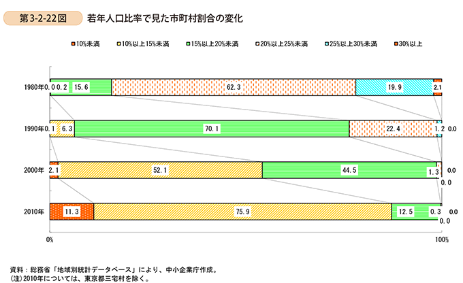 第3-2-22図 若年人口比率で見た市町村割合の変化
10%未満 10%以上15%未満 15%以上20%未満 20%以上25%未満 25%以上30%未満 30%以上
1980年 0.0 0.2 15.6 62.3 19.9 2.1
1990年 0.1 6.3 70.1 22.4 1.2 0.0
2000年 2.1 52.1 44.5 1.3 0.0
0.0
2010年 11.3 75.9 12.5 0.3 0.0
0.0
0% 100%
資料:総務省「地域別統計データベース」により、中小企業庁作成。
(注)2010年については、東京都三宅村を除く。